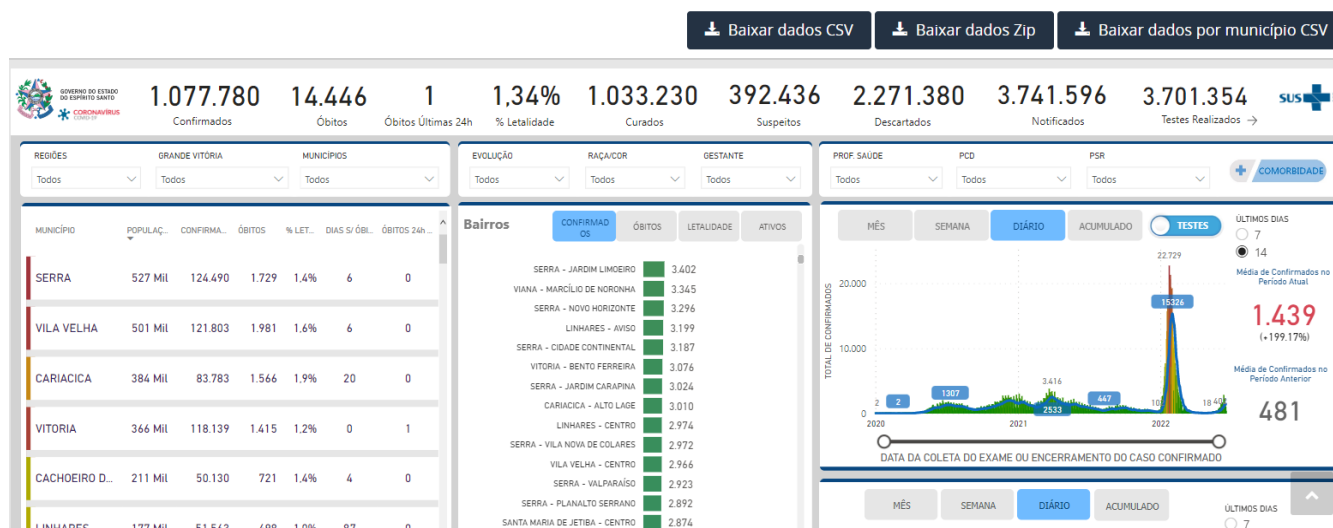 Baixar dados CSV
Baixar dados Zip
Baixar dados por município CSV
GOVERNO DO ESTADO
DO ESPÍRITO SANTO
CORONAVÍRUS
COVID-19
1.077.780
Confirmados
14.446
Óbitos
1
Óbitos Últimas 24h
1,34%
% Letalidade
1.033.230
Curados
392.436
Suspeitos
2.271.380
Descartados
3.741.596
Notificados
3.701.354
Testes Realizados
SUS
REGIÕES
Todos
GRANDE VITÓRIA
Todos
MUNICÍPIOS
Todos
EVOLUÇÃO
Todos
RAÇA/COR
Todos
GESTANTE
Todos
PROF. SAÚDE
Todos
PCD
Todos
PSR
Todos
COMORBIDADE
MUNICÍPIO POPULAÇ... CONFIRMA... ÓBITOS % LET... DIAS S/ ÓBI... ÓBITOS 24h ...
SERRA 527 Mil 124.490 1.729 1.4% 6 0
VILA VELHA 501 Mil 121.803 1.981 1.6% 6 0
CARIACICA 384 Mil 83.783 1.566 1.9% 20 0
VITORIA 366 Mil 118.139 1.415 1.2% 0 1
CACHOEIRO D... 211 Mil 50.130 721 1.4% 4 0
LINHARES 177 Mil
Bairros
CONFIRMAD
OS
ÓBITOS
LETALIDADE
ATIVOS
SERRA - JARDIM LIMOEIRO 3.402
VIANA - MARCÍLIO DE NORONHA 3.345
SERRA - NOVO HORIZONTE 3.296
LINHARES - AVISO 3.199
SERRA - CIDADE CONTINENTAL 3.187
VITORIA - BENTO FERREIRA 3.076
SERRA - JARDIM CARAPINA 3.024
CARIACICA - ALTO LAGE 3.010
LINHARES - CENTRO 2.974
SERRA - VILA NOVA DE COLARES 2.972
VILA VELHA - CENTRO 2.966
SERRA - VALPARAÍSO 2.923
SERRA - PLANALTO SERRANO 2.892
SANTA MARIA DE JETIBA - CENTRO 2.874
MÊS
SEMANA
DIÁRIO
ACUMULADO
TESTES
TOTAL DE CONFIRMADOS
20.000
10.000
0
22.729
15326
3.416
1307
2
2
2533
447
18
2020
2021
2022
DATA DA COLETA DO EXAME OU ENCERRAMENTO DO CASO CONFIRMADO
ÚLTIMOS DIAS
7
14
Média de Confirmados no
Período Atual
1.439
(+199.17%)
Média de Confirmados no
Período Anterior
481
MÊS
SEMANA
DIÁRIO
ACUMULADO
ÚLTIMOS DIAS
7